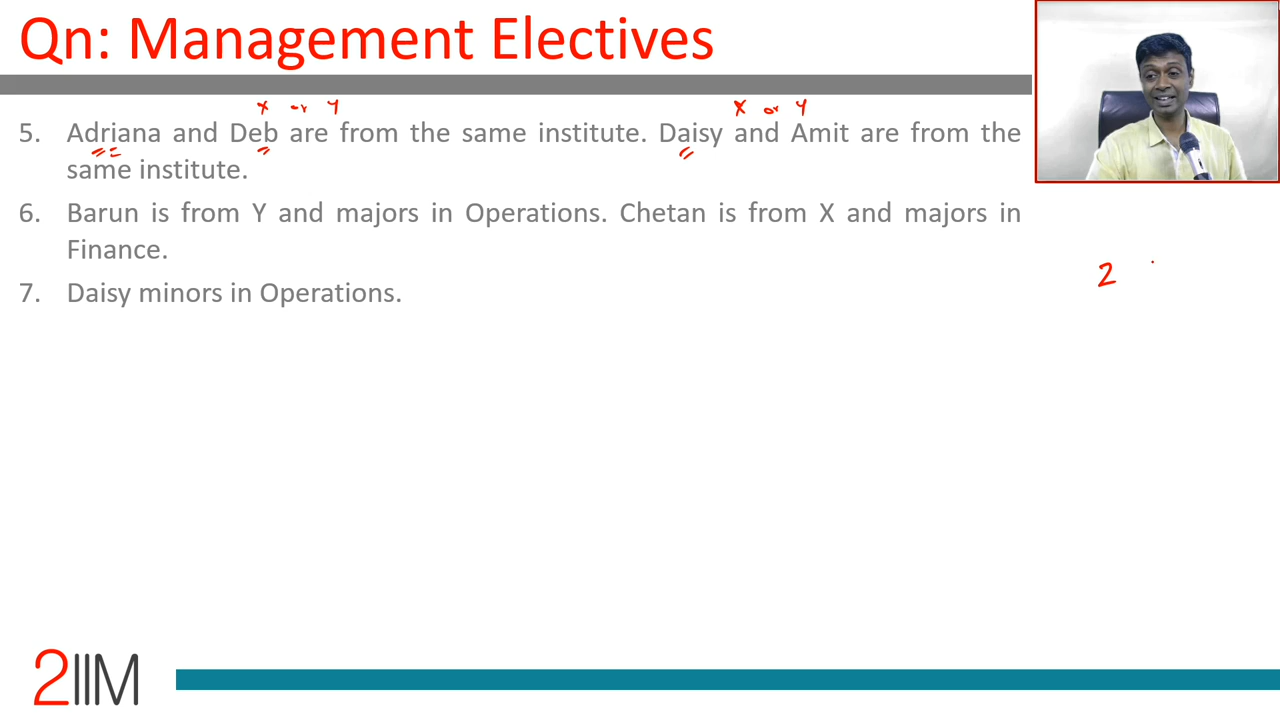 Qn: Management Electives
X or Y X or Y
5. Adriana and Deb are from the same institute. Daisy and Amit are from the
same institute.
6. Barun is from Y and majors in Operations. Chetan is from X and majors in
Finance.
2
7. Daisy minors in Operations.
2IIM